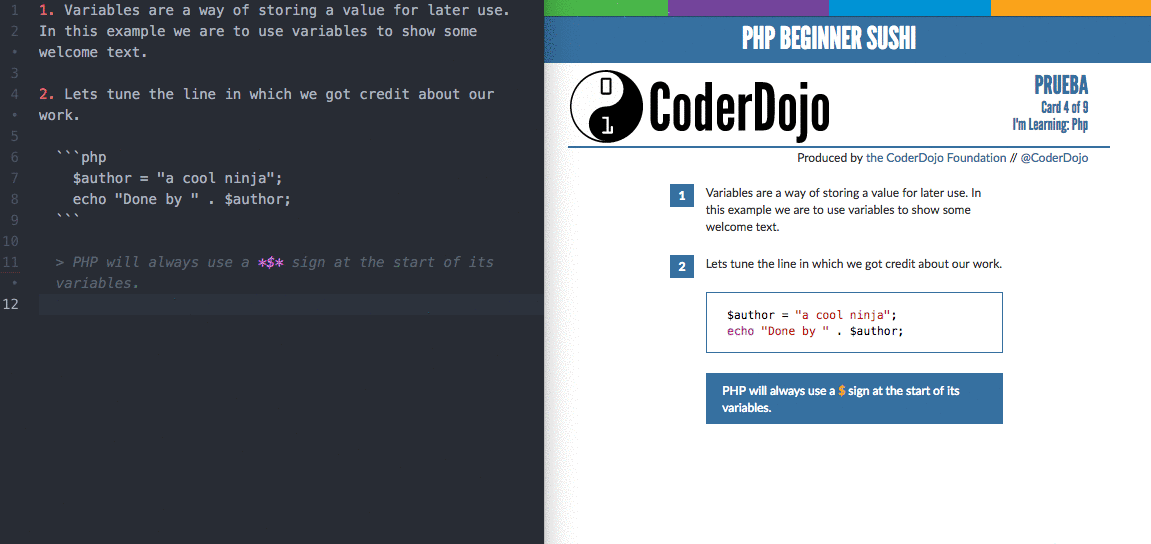 1 1. Variables are a way of storing a value for later use.
2 In this example we are to use variables to show some
• welcome text.
3
4 2. Lets tune the line in which we got credit about our
• work.
5
6 ```php
7 $author = "a cool ninja";
8 echo "Done by " . $author;
9 ```
10
11 > PHP will always use a *$* sign at the start of its
• variables.
12
PHP BEGINNER SUSHI
0
1
CoderDojo
PRUEBA
Card 4 of 9
I'm Learning: Php
Produced by the CoderDojo Foundation // @CoderDojo
1 Variables are a way of storing a value for later use. In
this example we are to use variables to show some
welcome text.
2 Lets tune the line in which we got credit about our work.
$author = "a cool ninja";
echo "Done by " . $author;
PHP will always use a $ sign at the start of its
variables.